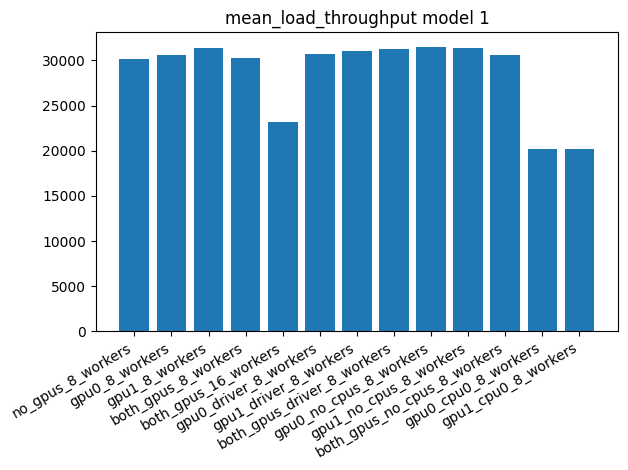 mean_load_throughput model 1
30000
25000
20000
15000
10000
5000
0
no_gpus_8_workers
gpu0_8_workers
gpu1_8_workers
both_gpus_8_workers
both_gpus_16_workers
gpu0_driver_8_workers
gpu1_driver_8_workers
both_gpus_driver_8_workers
gpu0_no_cpus_8_workers
gpu1_no_cpus_8_workers
both_gpus_no_cpus_8_workers
gpu0_cpu0_8_workers
gpu1_cpu0_8_workers